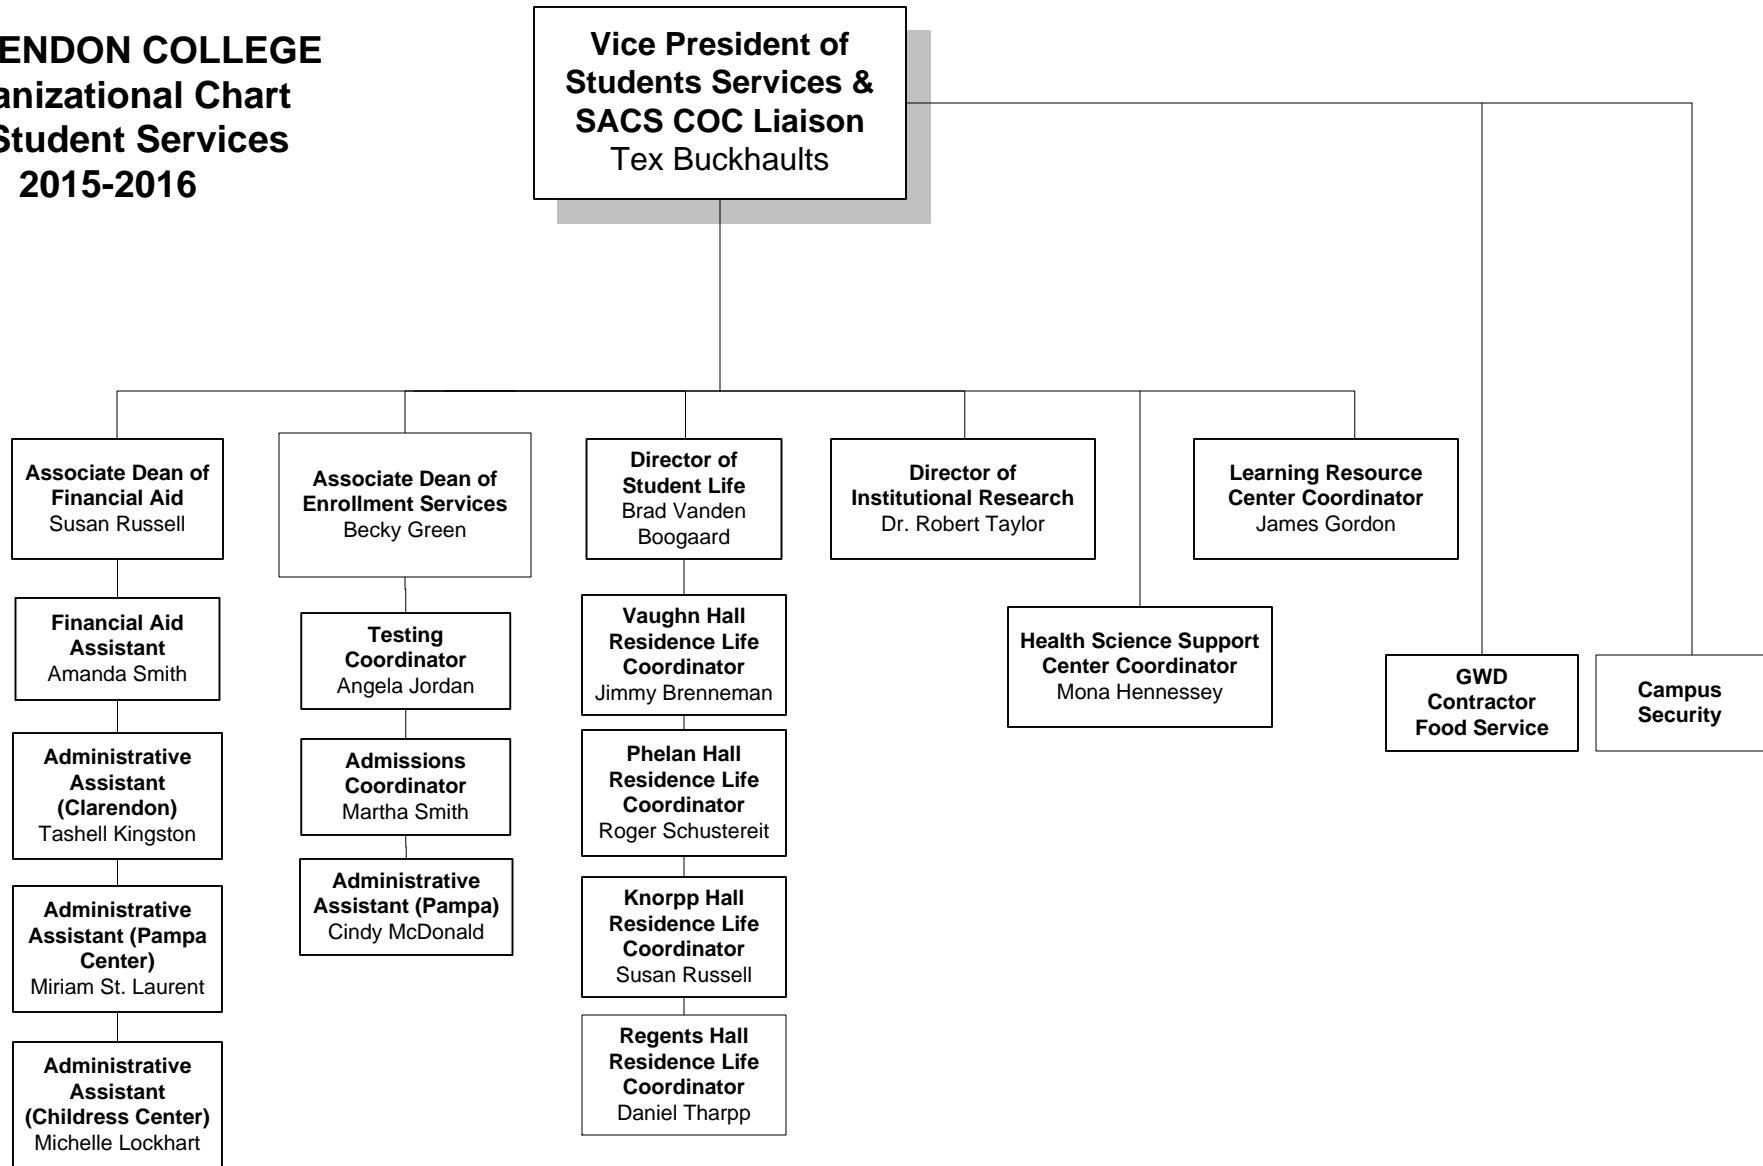 ENDON COLLEGE
anizational Chart
Student Services
2015-2016
Vice President of
Students Services &
SACS COC Liaison
Tex Buckhaults
Associate Dean of
Financial Aid
Susan Russell
Financial Aid
Assistant
Amanda Smith
Administrative
Assistant
(Clarendon)
Tashell Kingston
Administrative
Assistant (Pampa
Center)
Miriam St. Laurent
Administrative
Assistant
(Childress Center)
Michelle Lockhart
Associate Dean of
Enrollment Services
Becky Green
Testing
Coordinator
Angela Jordan
Admissions
Coordinator
Martha Smith
Administrative
Assistant (Pampa)
Cindy McDonald
Director of
Student Life
Brad Vanden
Boogaard
Vaughn Hall
Residence Life
Coordinator
Jimmy Brenneman
Phelan Hall
Residence Life
Coordinator
Roger Schustereit
Knorpp Hall
Residence Life
Coordinator
Susan Russell
Regents Hall
Residence Life
Coordinator
Daniel Tharpp
Director of
Institutional Research
Dr. Robert Taylor
Health Science Support
Center Coordinator
Mona Hennessey
Learning Resource
Center Coordinator
James Gordon
GWD
Contractor
Food Service
Campus
Security